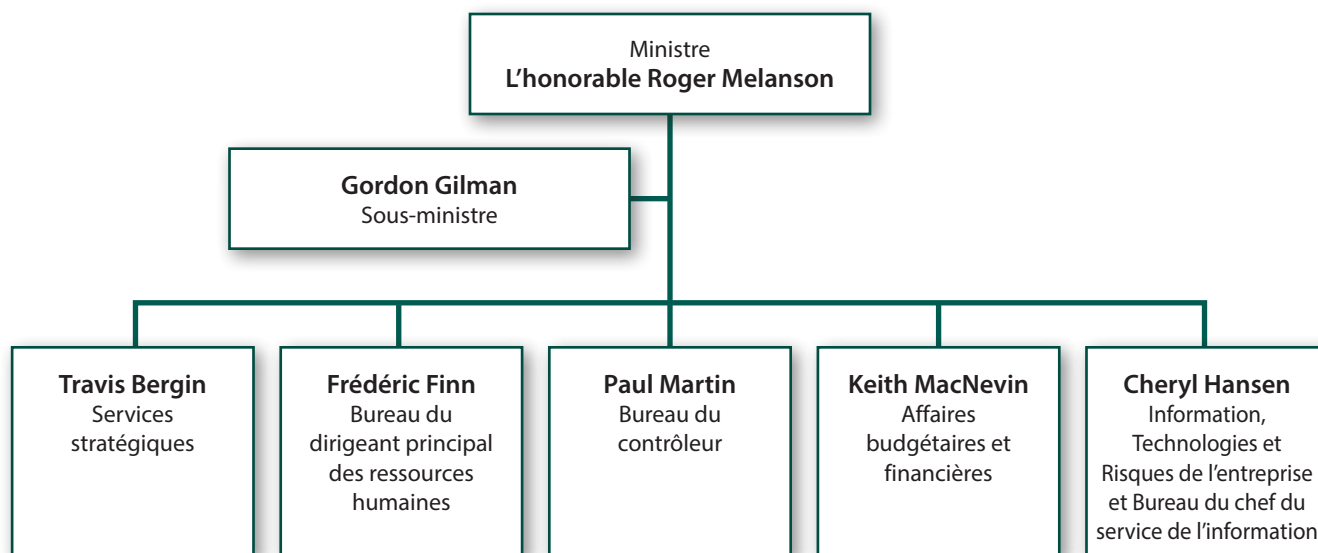 Ministre
L’honorable Roger Melanson
Gordon Gilman
Sous-ministre
Travis Bergin
Services
stratégiques
Frédéric Finn
Bureau du
dirigeant principal
des ressources
humaines
Paul Martin
Bureau du
contrôleur
Keith MacNevin
Affaires
budgétaires et
financières
Cheryl Hansen
Information,
Technologies et
Risques de l’entreprise
et Bureau du chef du
service de l’information